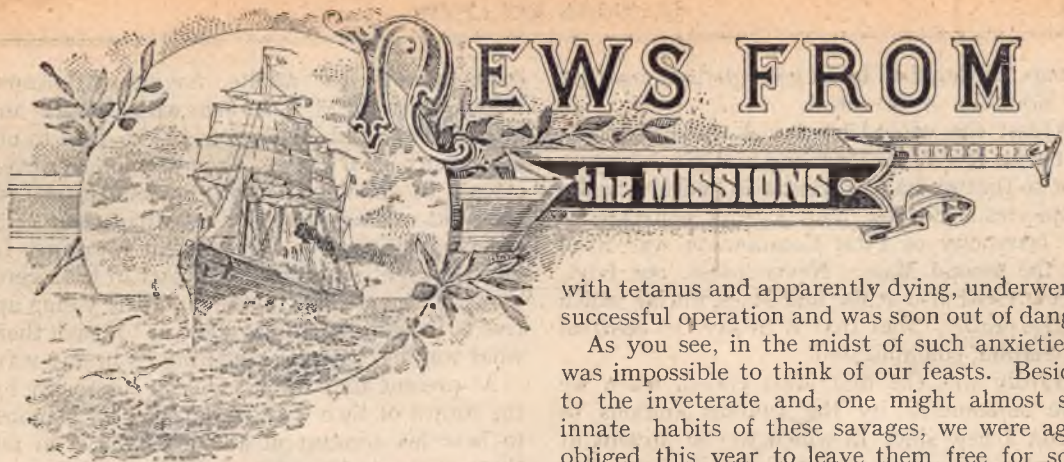 NEWS FROM
the MISSIONS
with tetanus and apparently dying, underwen
successful operation and was soon out of dang
As you see, in the midst of such anxietie
was impossible to think of our feasts. Besid
to the inveterate and, one might almost s
innate habits of these savages, we were ag
obliged this year to leave them free for so